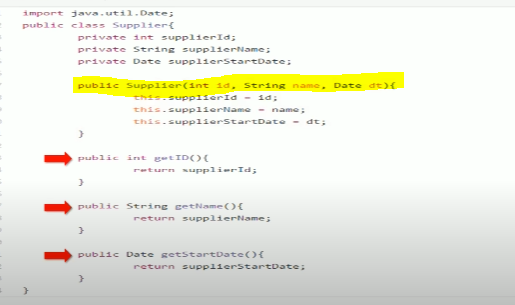 import java.util.Date;
public class Supplier{
private int supplierId;
private String supplierName;
private Date supplierStartDate;
public Supplier(int id, String name, Date dt){
this.supplierId = id;
this.supplierName = name;
this.supplierStartDate = dt;
}
public int getID(){
return supplierId;
}
public String getName(){
return supplierName;
}
public Date getStartDate(){
return supplierStartDate;
}
}